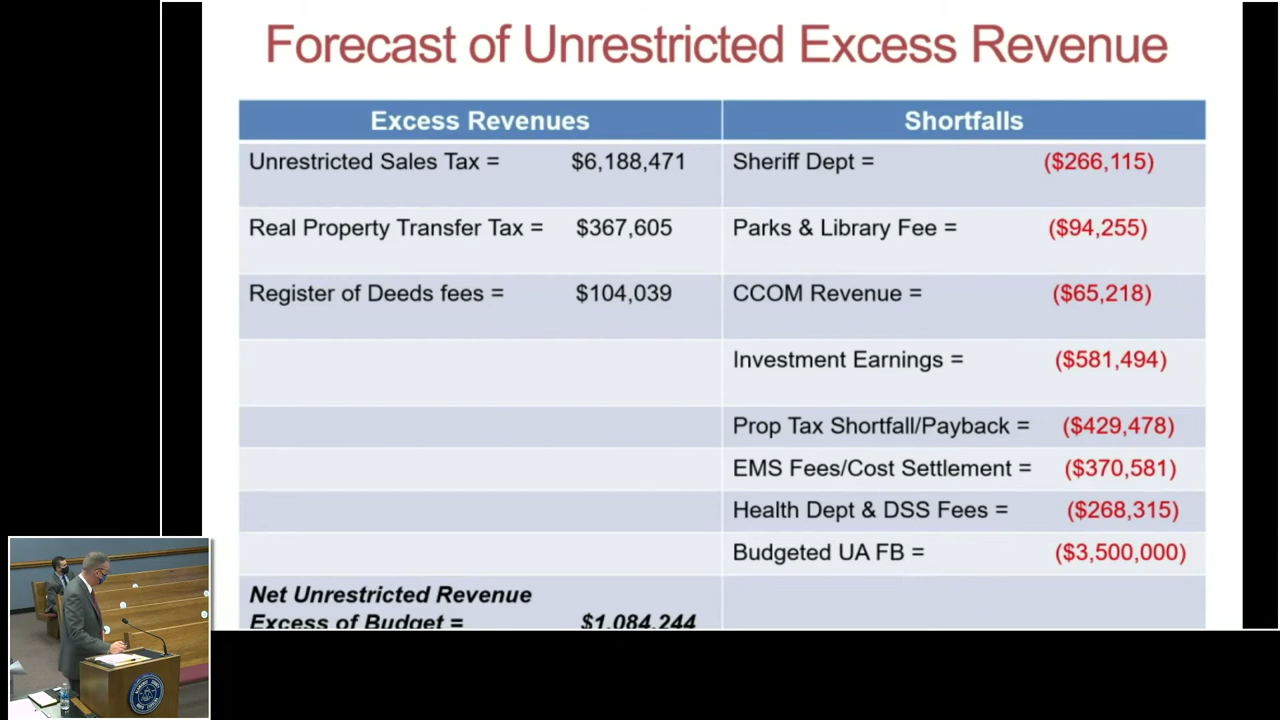 Forecast of Unrestricted Excess Revenue
Excess Revenues Shortfalls
Unrestricted Sales Tax = $6,188,471 Sheriff Dept = ($266,115)
Real Property Transfer Tax = $367,605 Parks & Library Fee = ($94,255)
Register of Deeds fees = $104,039 CCOM Revenue = ($65,218)
Investment Earnings = ($581,494)
Prop Tax Shortfall/Payback = ($429,478)
EMS Fees/Cost Settlement = ($370,581)
Health Dept & DSS Fees = ($268,315)
Budgeted UA FB = ($3,500,000)
Net Unrestricted Revenue
Excess of Budget = $1,084,244